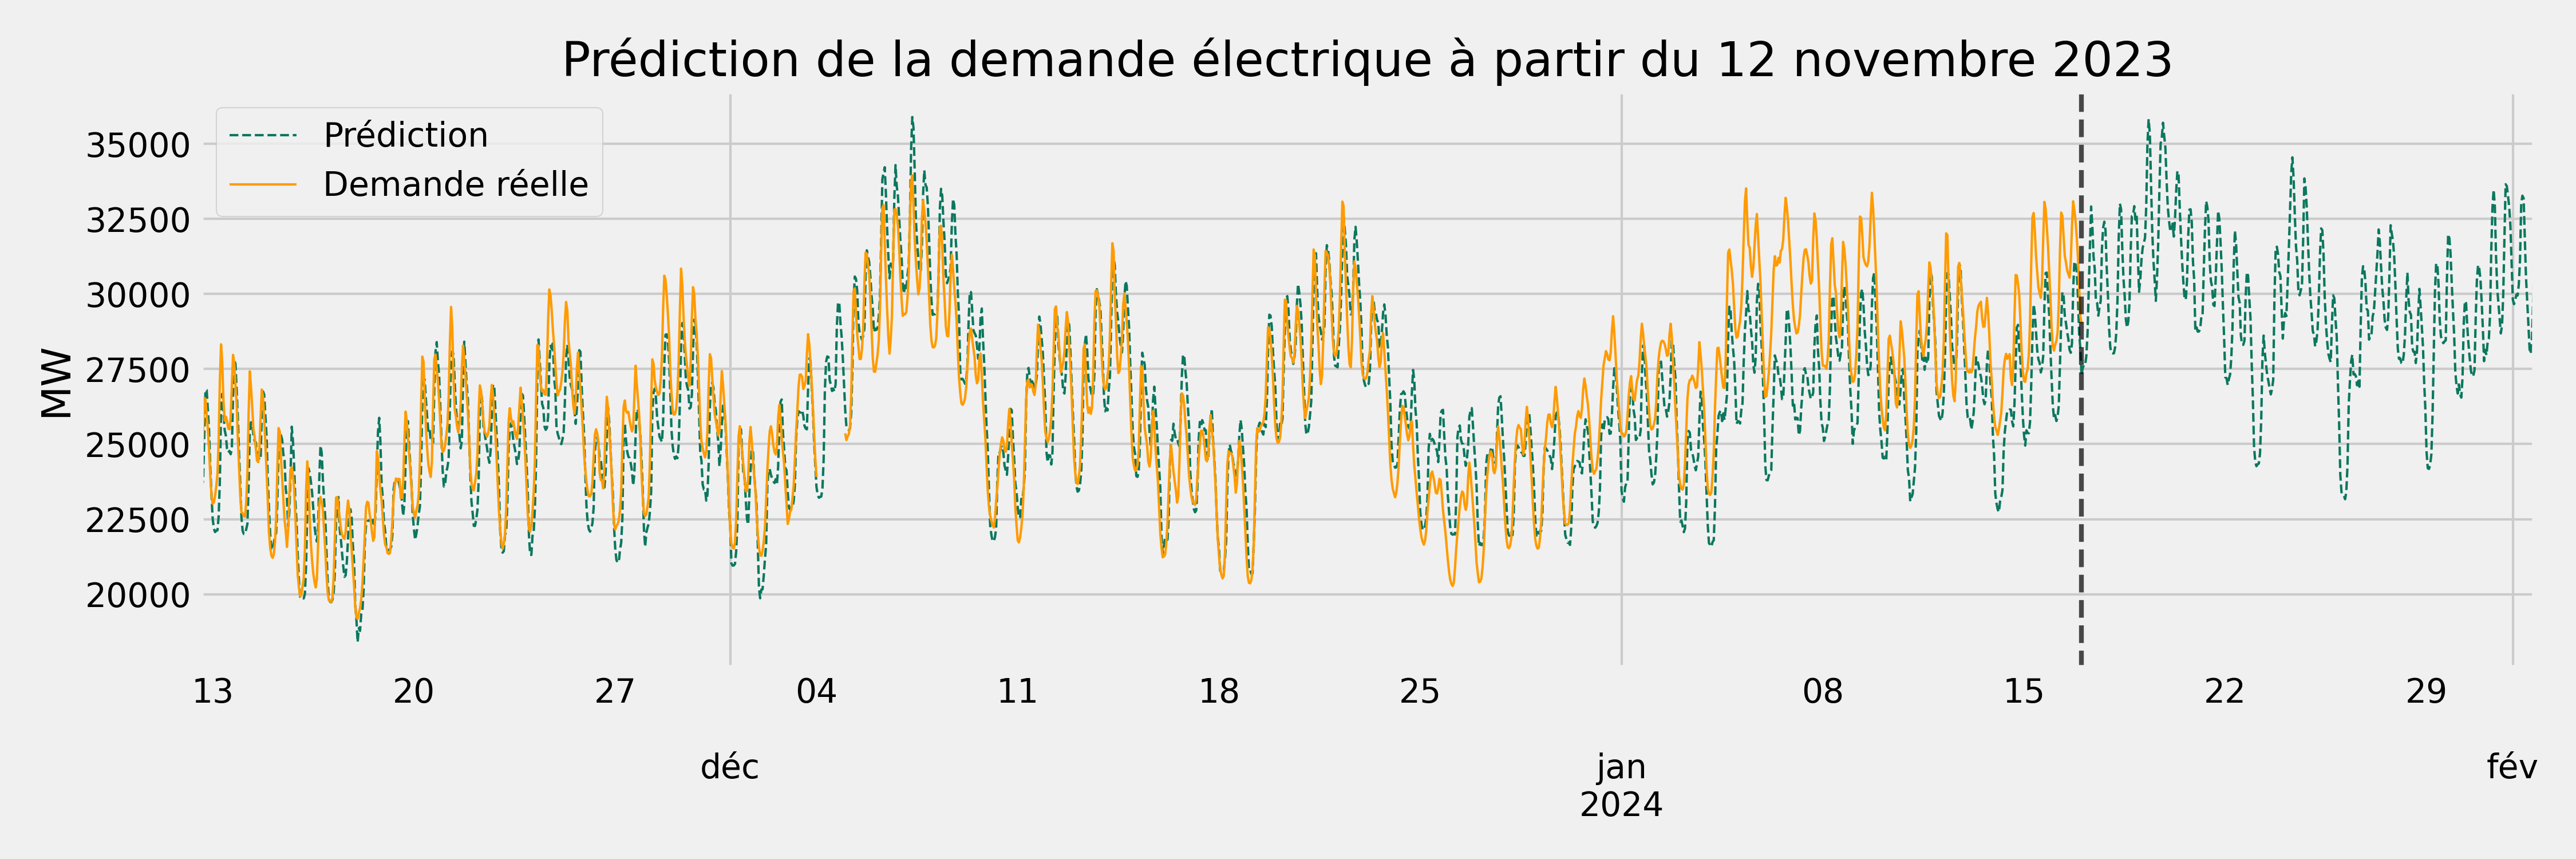 Prédiction de la demande électrique à partir du 12 novembre 2023
Prédiction
Demande réelle
MW
35000
32500
30000
27500
25000
22500
20000
13 20 27 04 11 18 25 08 15 22 29
déc jan fév
2024